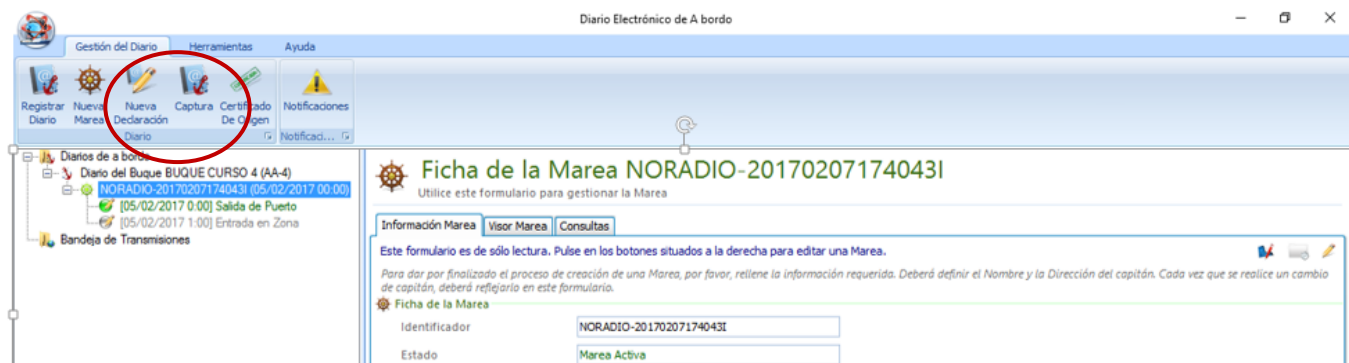 Diario Electrónico de A bordo
Gestión del Diario Herramientas Ayuda
Registrar Diario Nueva Marea Nueva Declaración Captura Certificado De Origen Notificaciones
Diario Notificaci...
Diarios de a bordo
Diario del Buque BUQUE CURSO 4 (AA-4)
NORADIO-20170207174043I (05/02/2017 00:00)
[05/02/2017 0:00] Salida de Puerto
[05/02/2017 1:00] Entrada en Zona
Bandeja de Transmisiones
Ficha de la Marea NORADIO-20170207174043I
Utilice este formulario para gestionar la Marea
Información Marea Visor Marea Consultas
Este formulario es de sólo lectura. Pulse en los botones situados a la derecha para editar una Marea.
Para dar por finalizado el proceso de creación de una Marea, por favor, rellene la información requerida. Deberá definir el Nombre y la Dirección del capitán. Cada vez que se realice un cambio
de capitán, deberá reflejarlo en este formulario.
Ficha de la Marea
Identificador NORADIO-20170207174043I
Estado Marea Activa